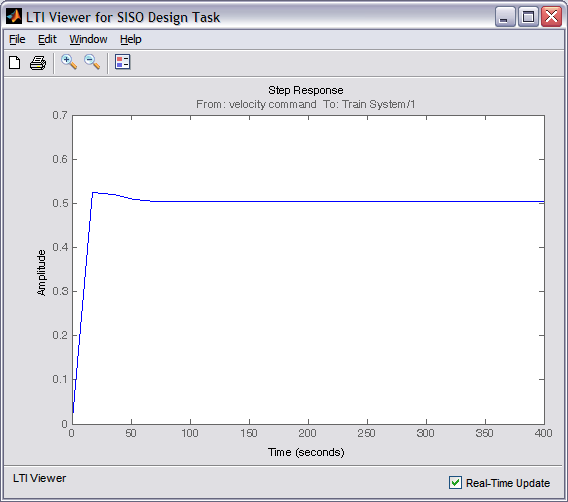 LTI Viewer for SISO Design Task
File Edit Window Help
Step Response
From: velocity command To: Train System/1
0.7
0.6
0.5
0.4
0.3
0.2
0.1
0
Amplitude
0 50 100 150 200 250 300 350 400
Time (seconds)
LTI Viewer
Real-Time Update